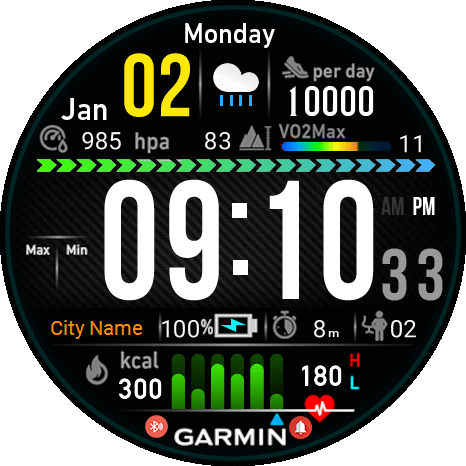 Monday
Jan 02
per day
10000
985 hpa 83 VO2Max 11
AM PM
09:10 33
Max Min
City Name 100% 8m 02
kcal
300
180 H L
GARMIN